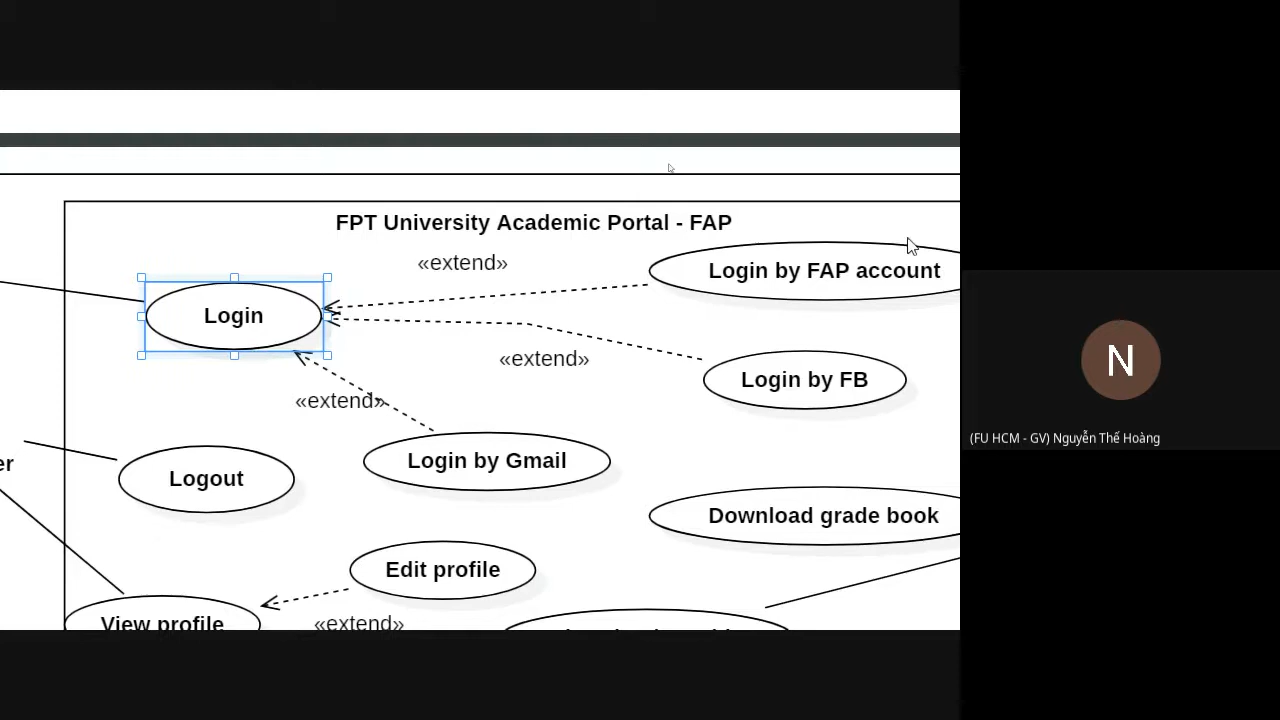 FPT University Academic Portal - FAP
«extend»
Login by FAP account
Login
«extend»
Login by FB
«extend»
Login by Gmail
er
Logout
Download grade book
Edit profile
View profile
«extend»
N
(FU HCM - GV) Nguyễn Thế Hoàng